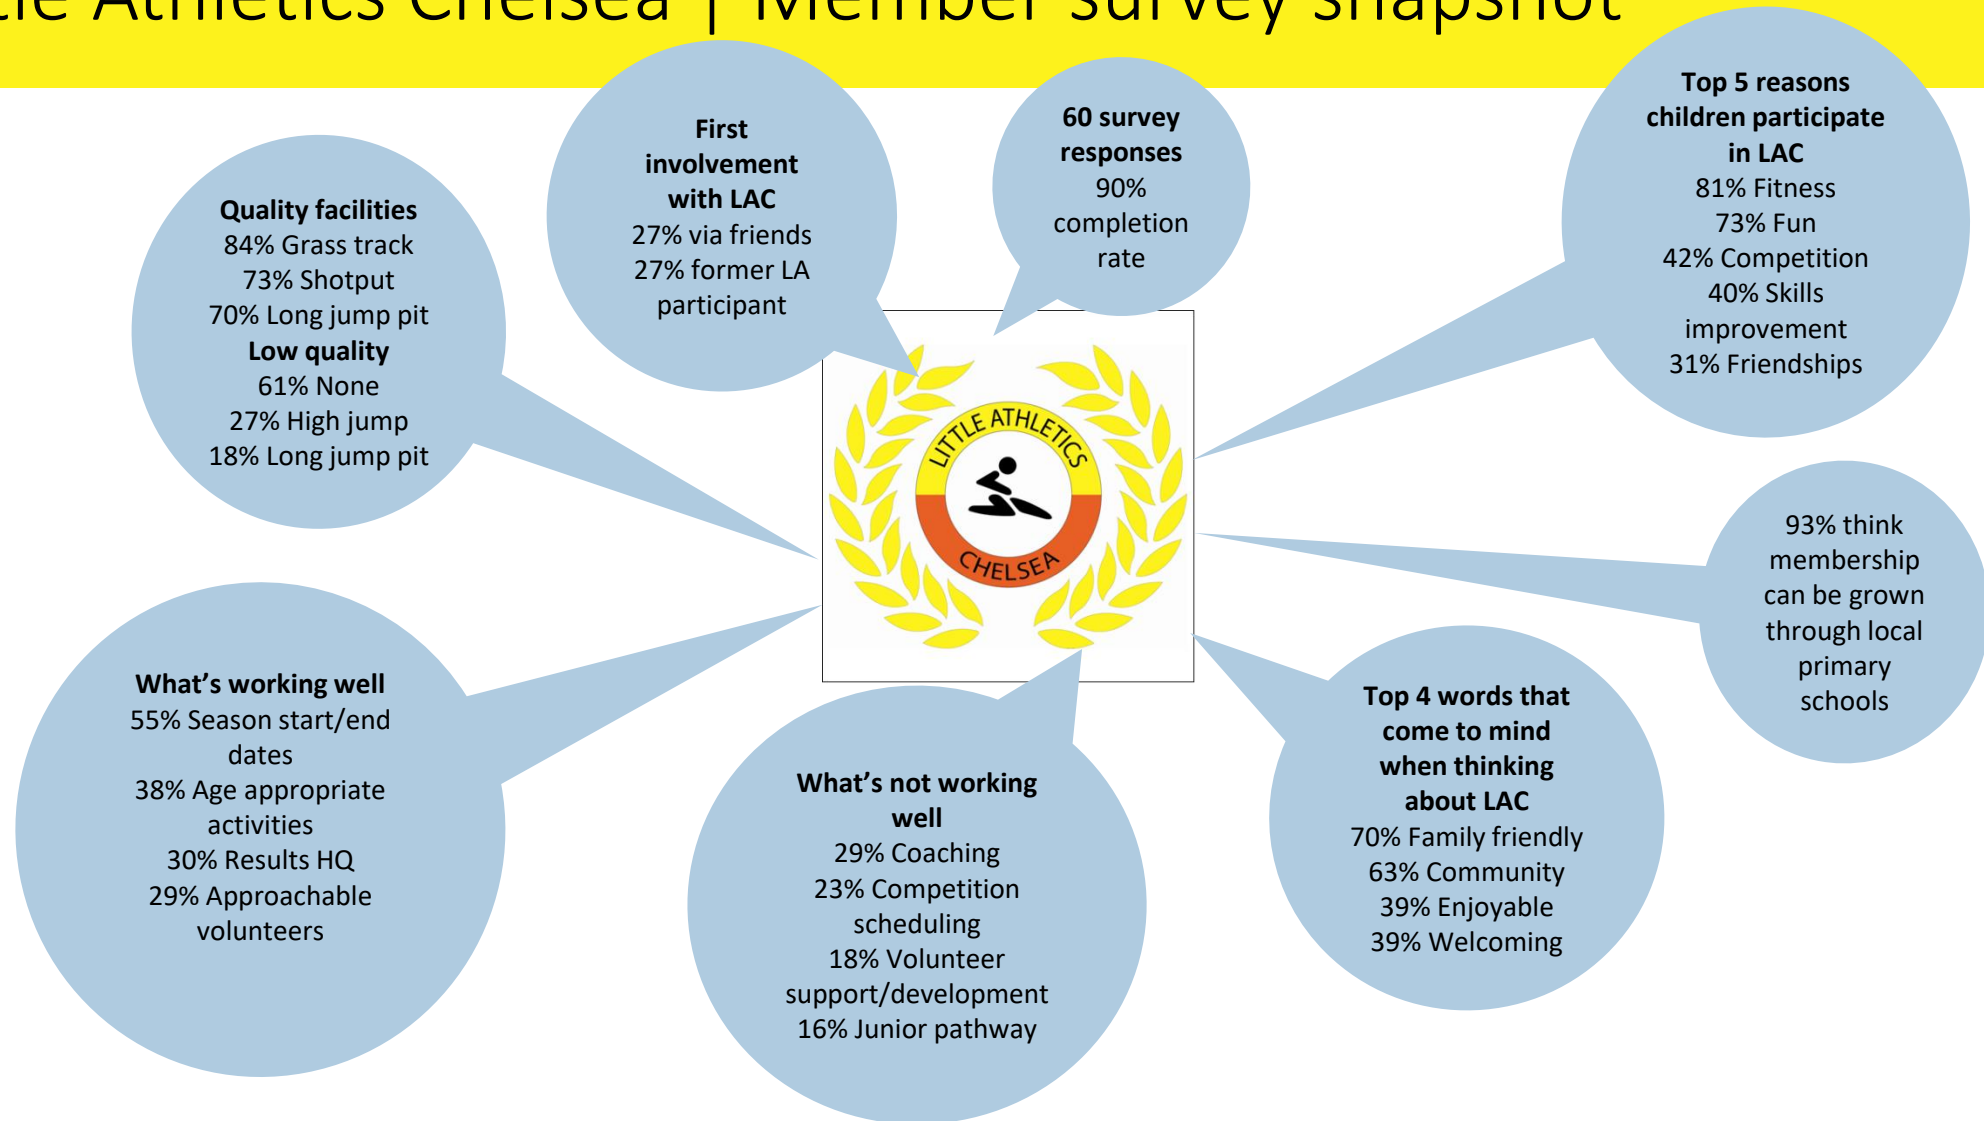 tle Athletics Chelsea | Member survey snapshot
First
involvement
with LAC
27% via friends
27% former LA
participant
60 survey
responses
90%
completion
rate
Top 5 reasons
children participate
in LAC
81% Fitness
73% Fun
42% Competition
40% Skills
improvement
31% Friendships
Quality facilities
84% Grass track
73% Shotput
70% Long jump pit
Low quality
61% None
27% High jump
18% Long jump pit
LITTLE ATHLETICS
CHELSEA
93% think
membership
can be grown
through local
primary
schools
What's working well
55% Season start/end
dates
38% Age appropriate
activities
30% Results HQ
29% Approachable
volunteers
What's not working
well
29% Coaching
23% Competition
scheduling
18% Volunteer
support/development
16% Junior pathway
Top 4 words that
come to mind
when thinking
about LAC
70% Family friendly
63% Community
39% Enjoyable
39% Welcoming